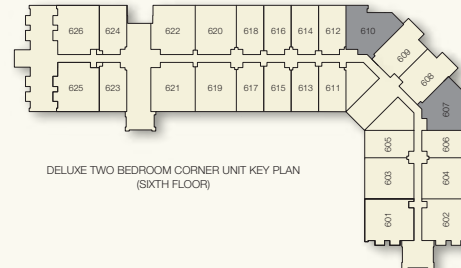 626 624 622 620 618 616 614 612 610
609
608
625 623 621 619 617 615 613 611
607
605 606
603 604
601 602
DELUXE TWO BEDROOM CORNER UNIT KEY PLAN
(SIXTH FLOOR)